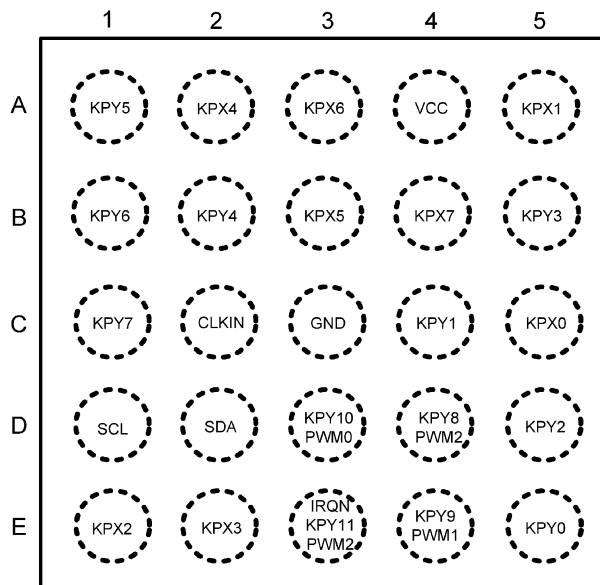 1 2 3 4 5
A KPY5 KPX4 KPX6 VCC KPX1
B KPY6 KPY4 KPX5 KPX7 KPY3
C KPY7 CLKIN GND KPY1 KPX0
D SCL SDA KPY10 PWM0 KPY8 PWM2 KPY2
E KPX2 KPX3 IRQN KPY11 PWM2 KPY9 PWM1 KPY0